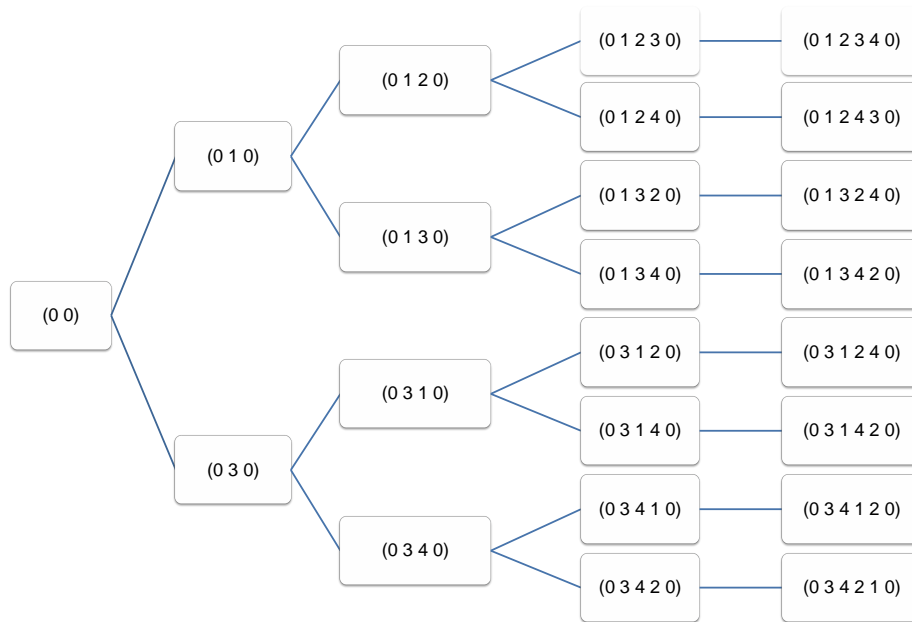 (0 0)
(0 1 0)
(0 3 0)
(0 1 2 0)
(0 1 3 0)
(0 3 1 0)
(0 3 4 0)
(0 1 2 3 0)
(0 1 2 4 0)
(0 1 3 2 0)
(0 1 3 4 0)
(0 3 1 2 0)
(0 3 1 4 0)
(0 3 4 1 0)
(0 3 4 2 0)
(0 1 2 3 4 0)
(0 1 2 4 3 0)
(0 1 3 2 4 0)
(0 1 3 4 2 0)
(0 3 1 2 4 0)
(0 3 1 4 2 0)
(0 3 4 1 2 0)
(0 3 4 2 1 0)